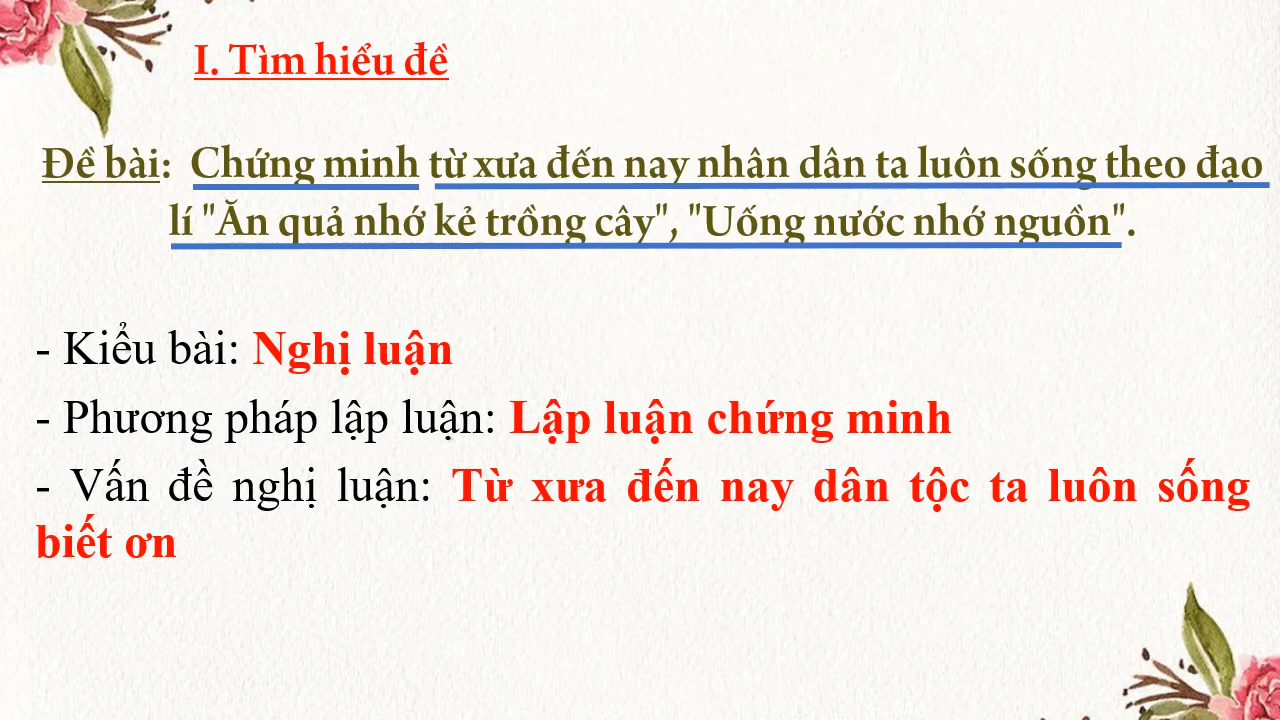 I. Tìm hiểu đề
Đề bài: Chứng minh từ xưa đến nay nhân dân ta luôn sống theo đạo
lí "Ăn quả nhớ kẻ trồng cây", "Uống nước nhớ nguồn".
- Kiểu bài: Nghị luận
- Phương pháp lập luận: Lập luận chứng minh
- Vấn đề nghị luận: Từ xưa đến nay dân tộc ta luôn sống
biết ơn